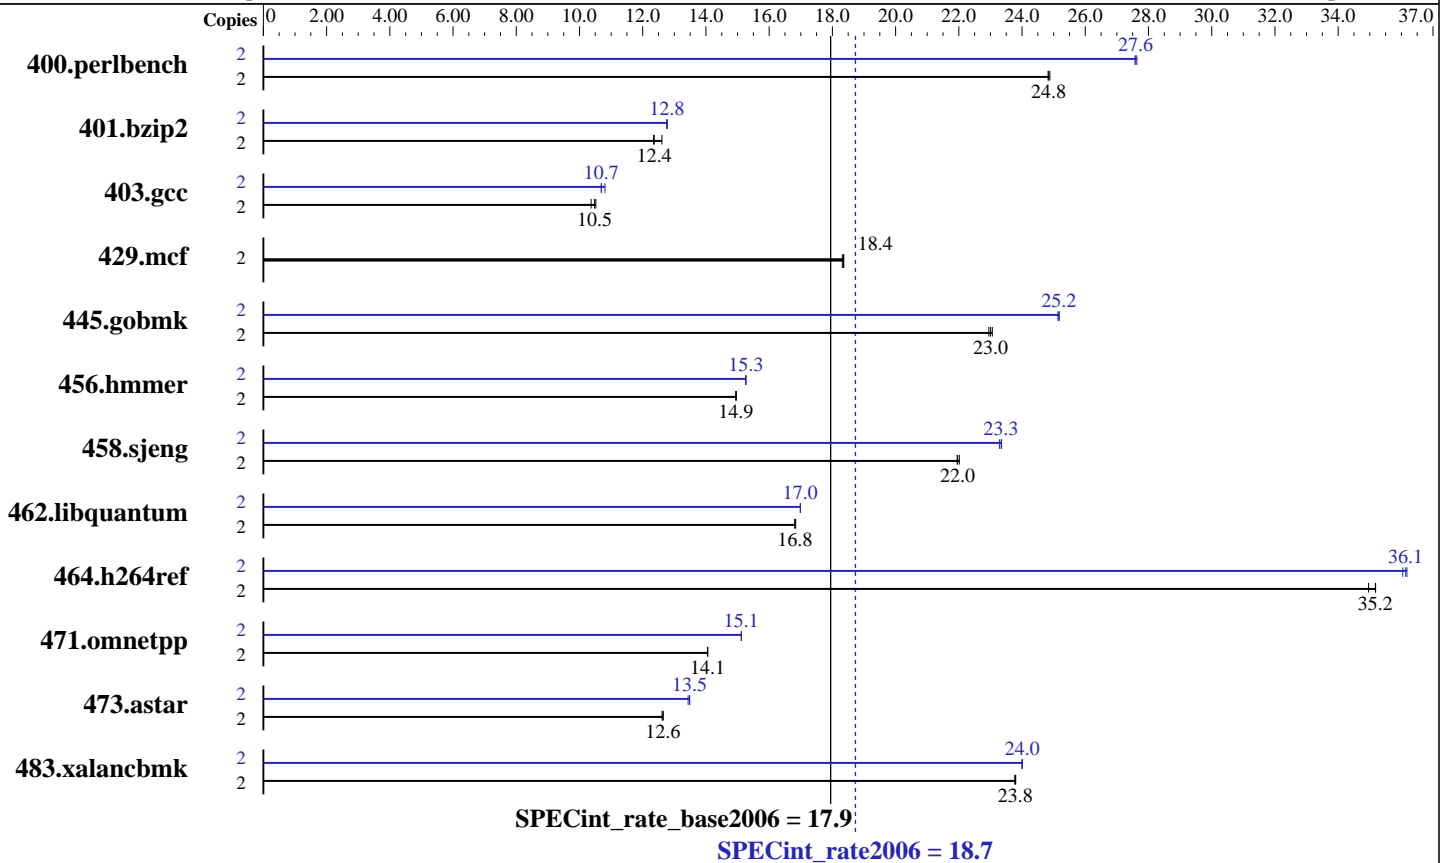 Copies 0 2.00 4.00 6.00 8.00 10.0 12.0 14.0 16.0 18.0 20.0 22.0 24.0 26.0 28.0 30.0 32.0 34.0 37.0
400.perlbench
2 27.6
2 24.8
401.bzip2
2 12.8
2 12.4
403.gcc
2 10.7
2 10.5
429.mcf
2 18.4
445.gobmk
2 25.2
2 23.0
456.hmmer
2 15.3
2 14.9
458.sjeng
2 23.3
2 22.0
462.libquantum
2 17.0
2 16.8
464.h264ref
2 36.1
2 35.2
471.omnetpp
2 15.1
2 14.1
473.astar
2 13.5
2 12.6
483.xalancbmk
2 24.0
2 23.8
SPECint_rate_base2006 = 17.9
SPECint_rate2006 = 18.7